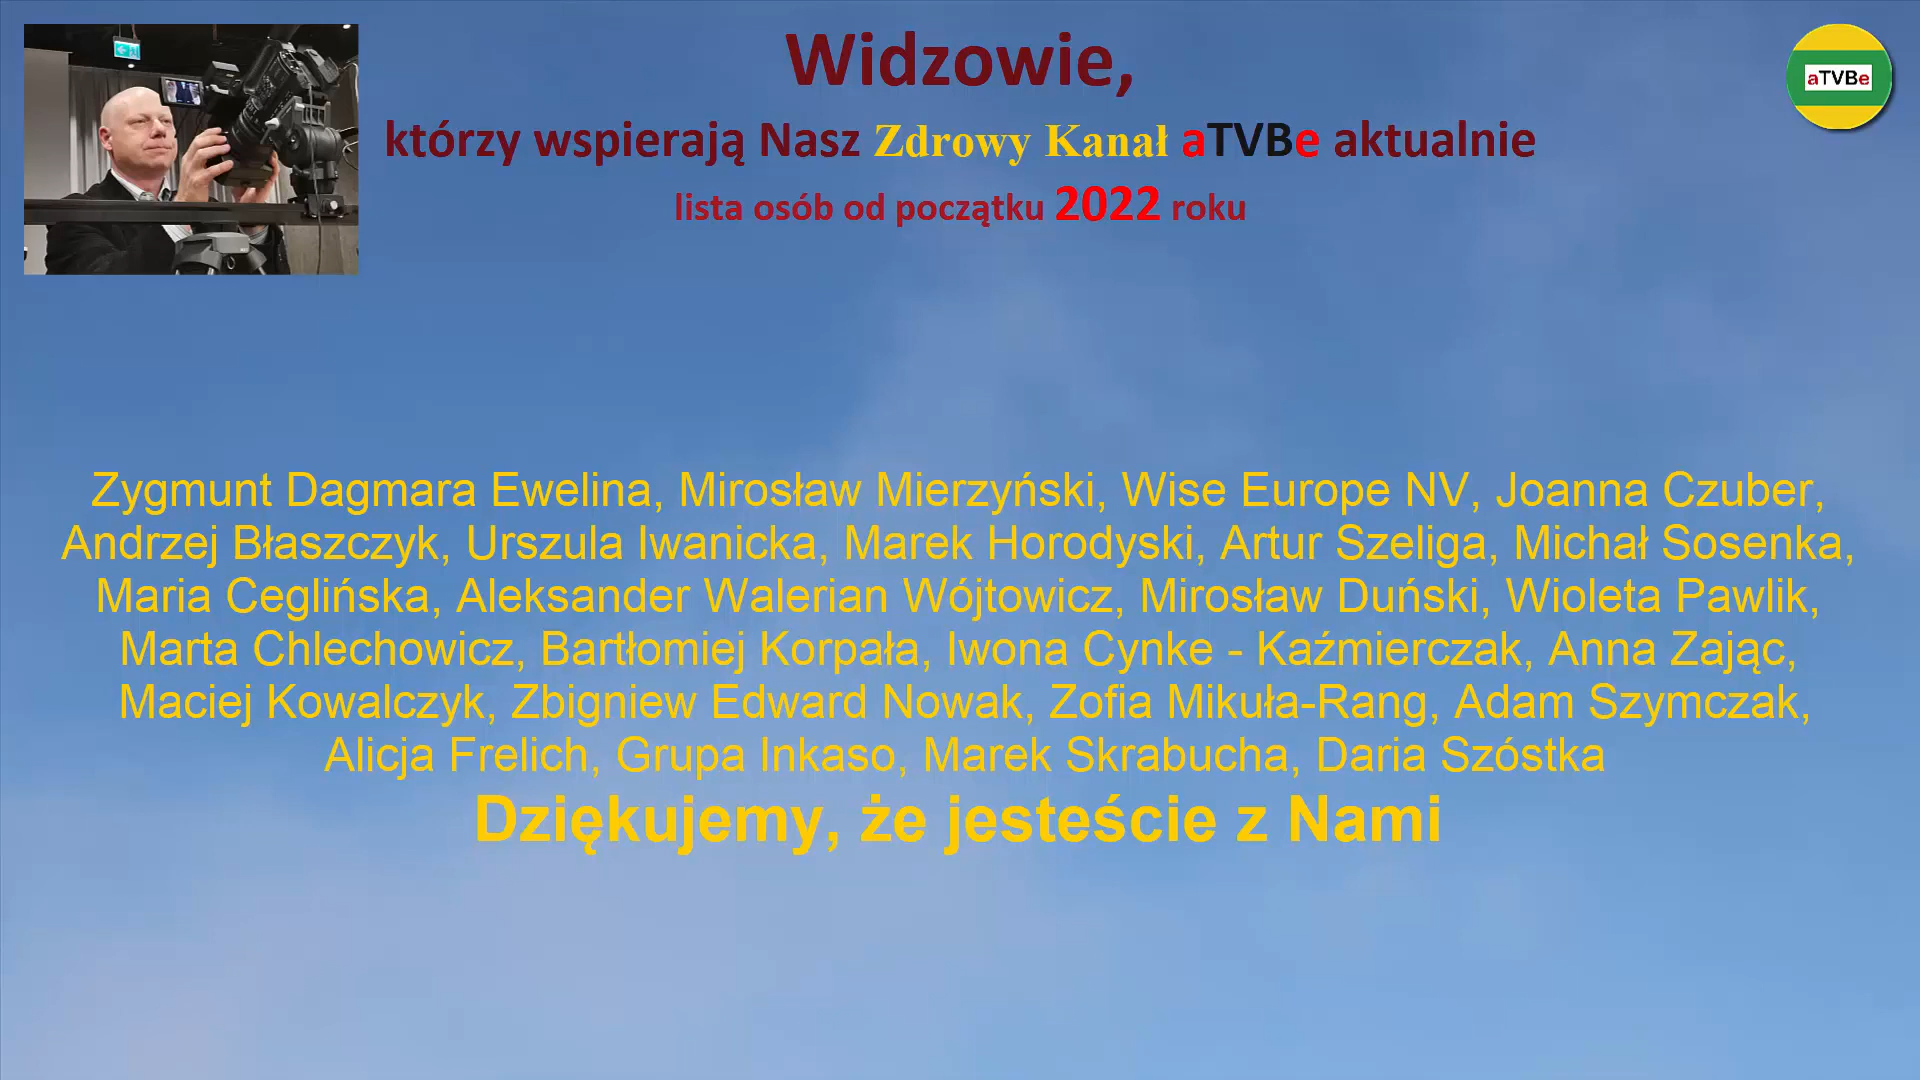 Widzowie,
którzy wspierają Nasz Zdrowy Kanał aTVBe aktualnie
lista osób od początku 2022 roku
aTVBe
Zygmunt Dagmara Ewelina, Mirosław Mierzyński, Wise Europe NV, Joanna Czuber,
Andrzej Błaszczyk, Urszula Iwanicka, Marek Horodyski, Artur Szeliga, Michał Sosenka,
Maria Ceglińska, Aleksander Walerian Wójtowicz, Mirosław Duński, Wioleta Pawlik,
Marta Chlechowicz, Bartłomiej Korpała, Iwona Cynke - Kaźmierczak, Anna Zając,
Maciej Kowalczyk, Zbigniew Edward Nowak, Zofia Mikuła-Rang, Adam Szymczak,
Alicja Frelich, Grupa Inkaso, Marek Skrabucha, Daria Szóstka
Dziękujemy, że jesteście z Nami